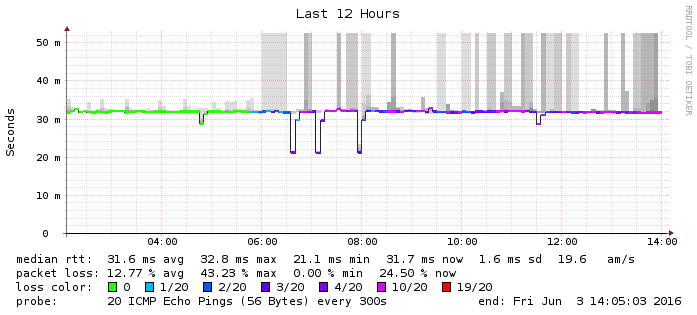 Last 12 Hours
RRDTOOL / TOBI OETIKER
Seconds
50 m
40 m
30 m
20 m
10 m
0
04:00 06:00 08:00 10:00 12:00 14:00
median rtt: 31.6 ms avg 32.8 ms max 21.1 ms min 31.7 ms now 1.6 ms sd 19.6 am/s
packet loss: 12.77 % avg 43.23 % max 0.00 % min 24.50 % now
loss color: 0 1/20 2/20 3/20 4/20 10/20 19/20
probe: 20 ICMP Echo Pings (56 Bytes) every 300s end: Fri Jun 3 14:05:03 2016